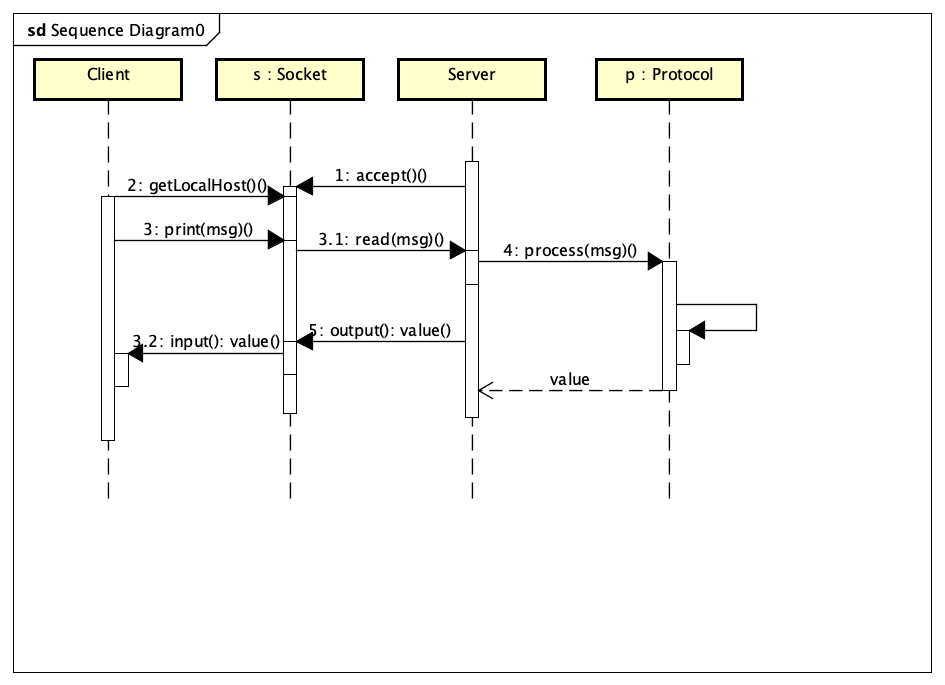 sd Sequence Diagram0
Client
s : Socket
Server
p : Protocol
1: accept()()
2: getLocalHost()()
3: print(msg)()
3.1: read(msg)()
4: process(msg)()
5: output(): value()
3.2: input(): value()
value